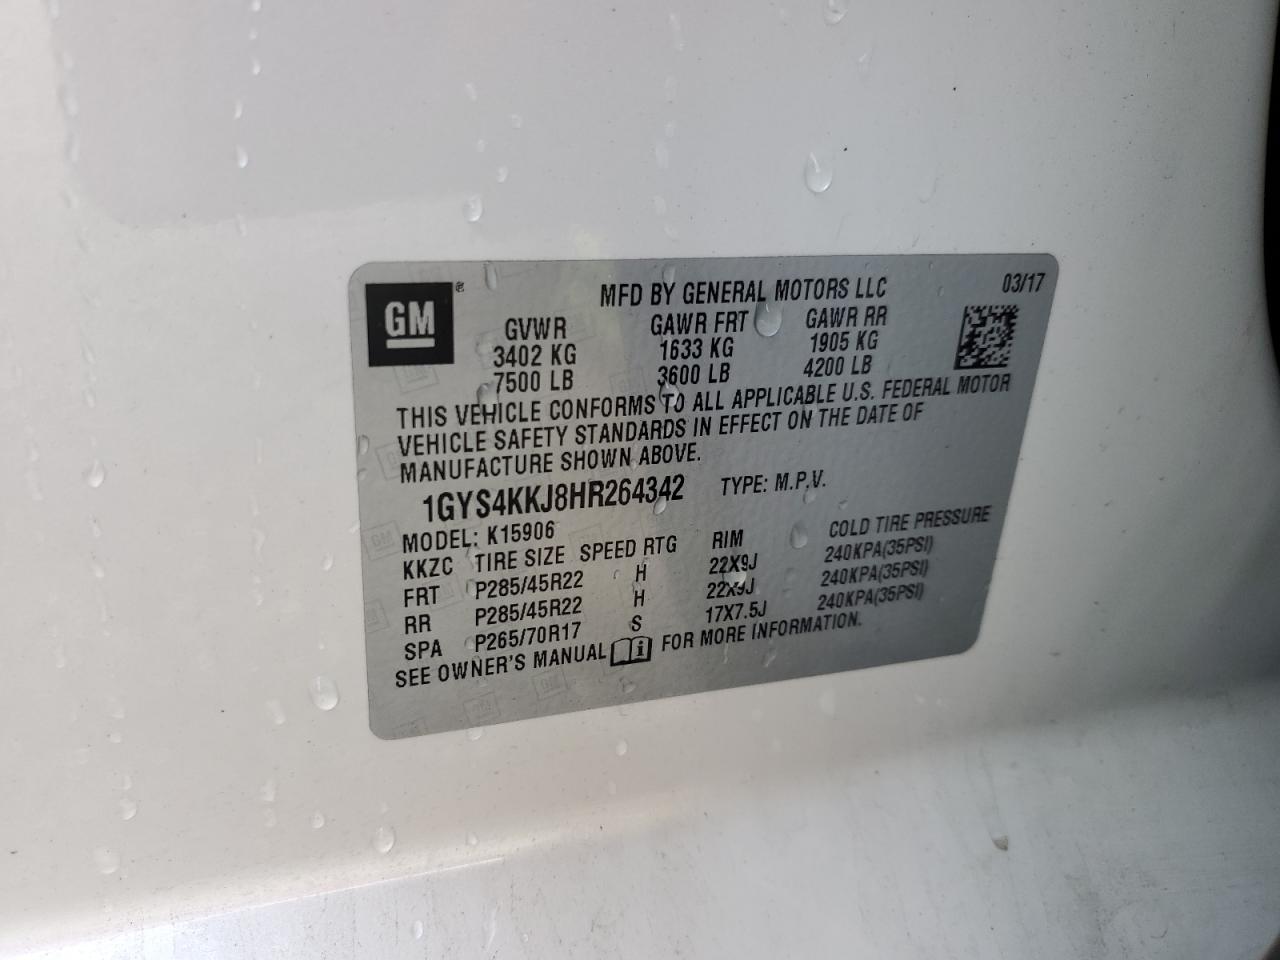 GM ®
MFD BY GENERAL MOTORS LLC 03/17
GVWR GAWR FRT GAWR RR
3402 KG 1633 KG 1905 KG
7500 LB 3600 LB 4200 LB
THIS VEHICLE CONFORMS TO ALL APPLICABLE U.S. FEDERAL MOTOR
VEHICLE SAFETY STANDARDS IN EFFECT ON THE DATE OF
MANUFACTURE SHOWN ABOVE.
1GYS4KKJ8HR264342 TYPE: M.P.V.
MODEL: K15906
KKZC TIRE SIZE SPEED RTG RIM COLD TIRE PRESSURE
FRT P285/45R22 H 22X9J 240KPA(35PSI)
RR P285/45R22 H 22X9J 240KPA(35PSI)
SPA P265/70R17 S 17X7.5J 240KPA(35PSI)
SEE OWNER'S MANUAL i FOR MORE INFORMATION.